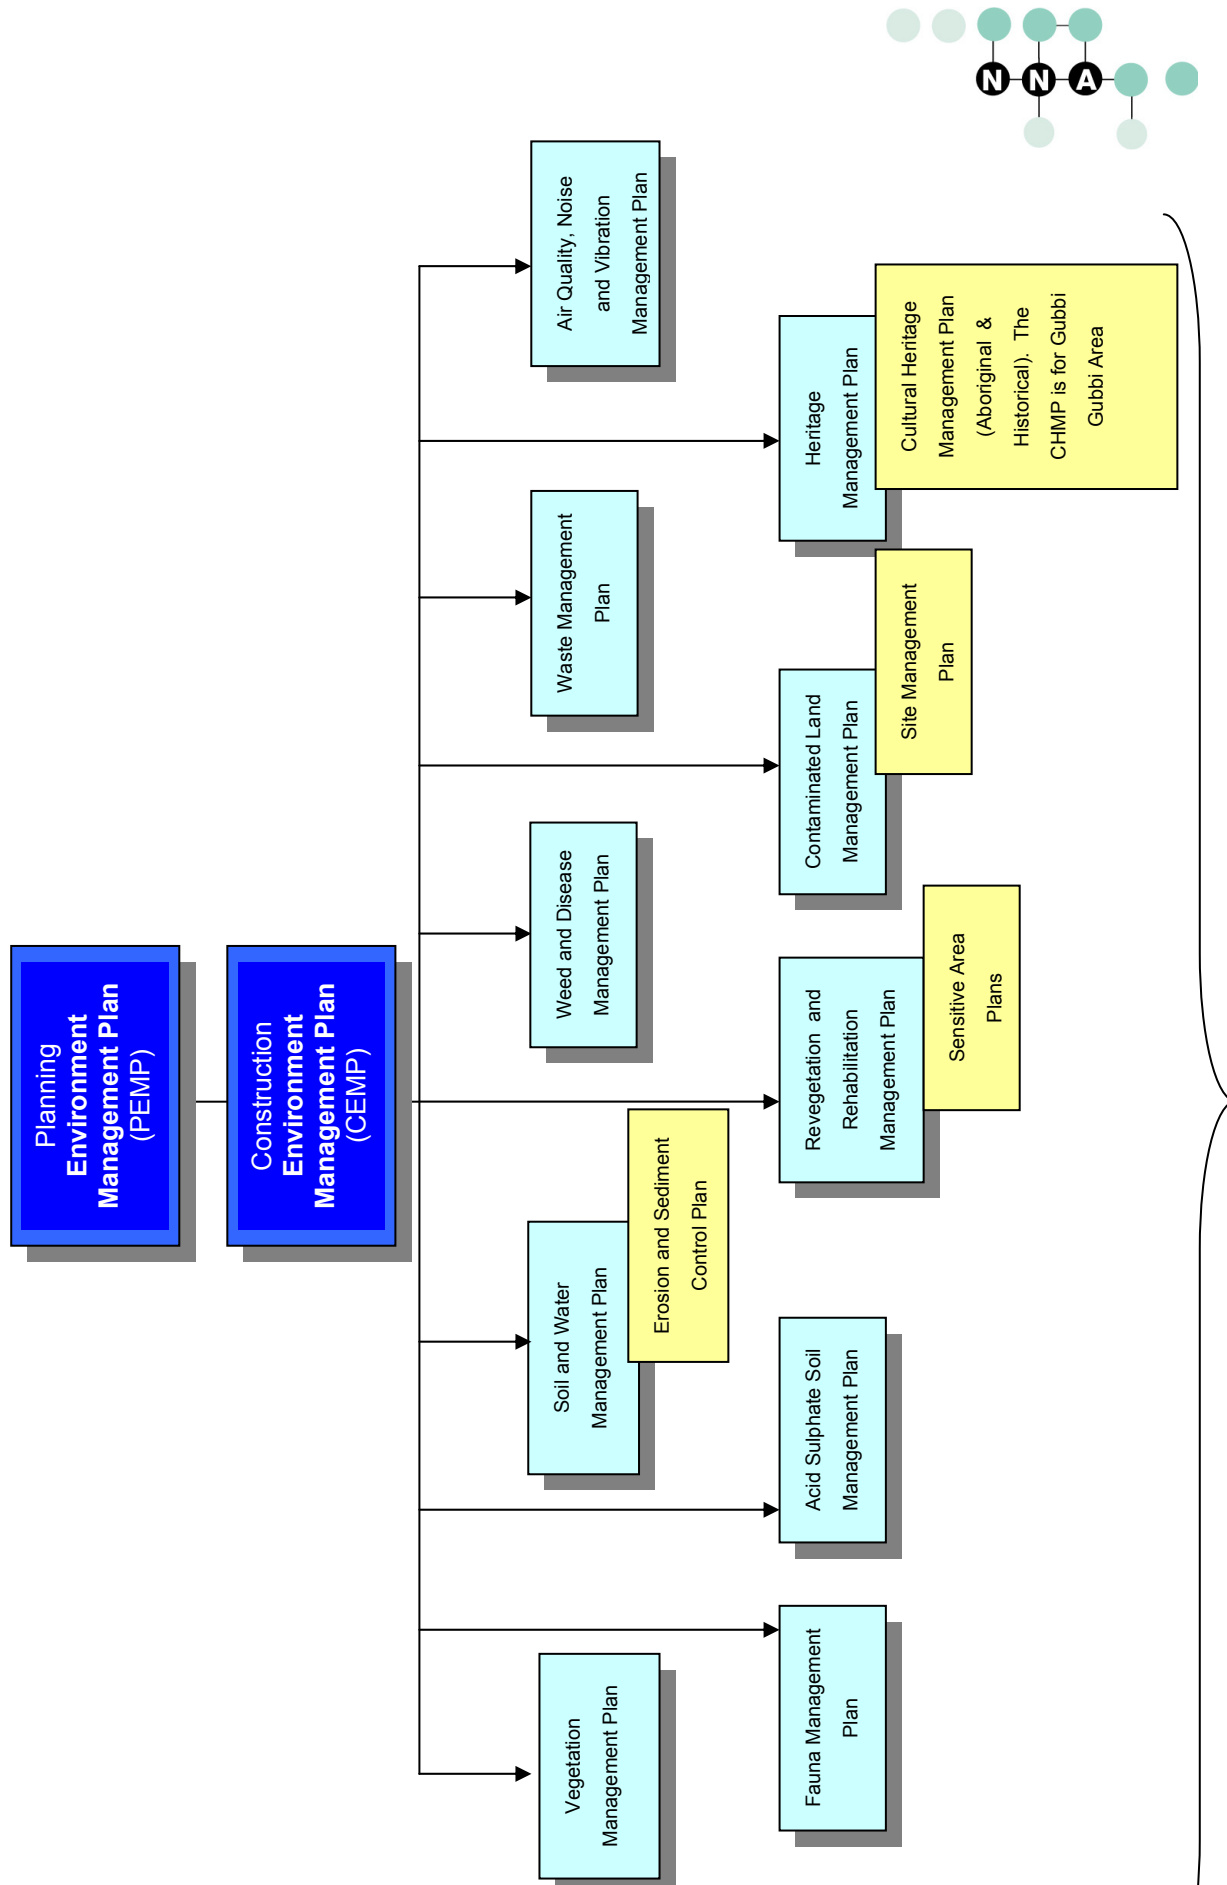 NNA
Planning
Environment
Management Plan
(PEMP)
Construction
Environment
Management Plan
(CEMP)
Vegetation
Management Plan
Soil and Water
Management Plan
Erosion and Sediment
Control Plan
Weed and Disease
Management Plan
Waste Management
Plan
Air Quality, Noise
and Vibration
Management Plan
Fauna Management
Plan
Acid Sulphate Soil
Management Plan
Revegetation and
Rehabilitation
Management Plan
Sensitive Area
Plans
Contaminated Land
Management Plan
Site Management
Plan
Heritage
Management Plan
Cultural Heritage
Management Plan
(Aboriginal &
Historical). The
CHMP is for Gubbi
Gubbi Area